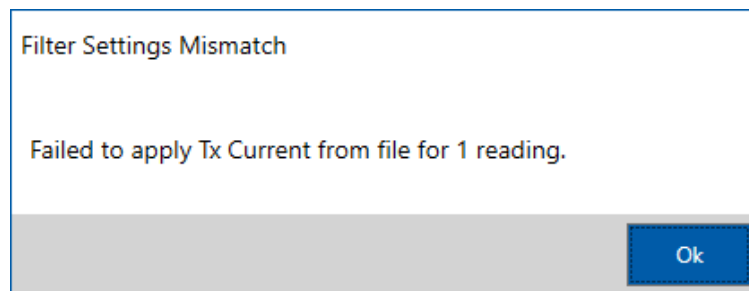 Filter Settings Mismatch
Failed to apply Tx Current from file for 1 reading.
Ok